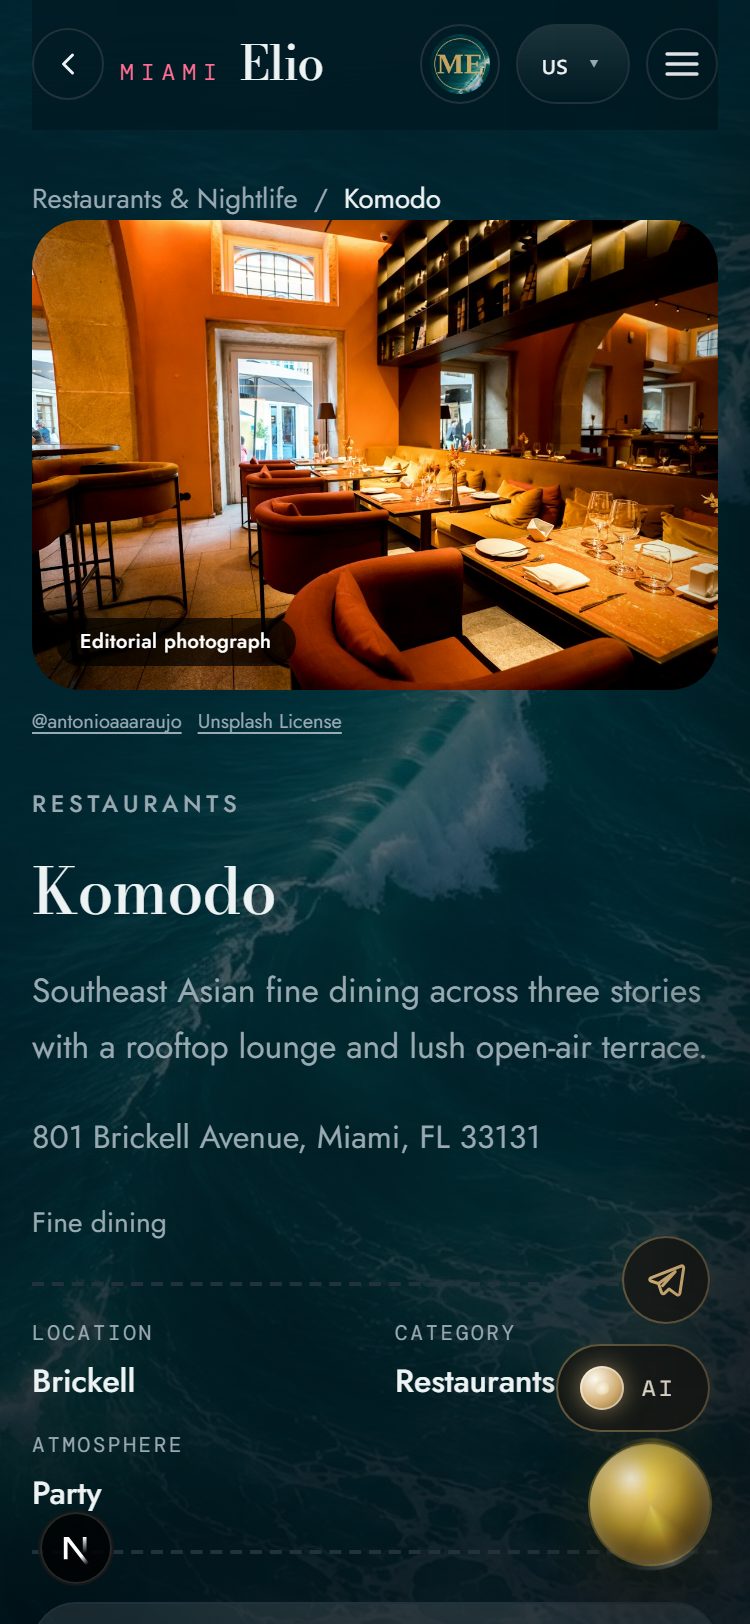 MIAMI Elio ME US
Restaurants & Nightlife / Komodo
Editorial photograph
@antonioaaaraujo Unsplash License
RESTAURANTS
Komodo
Southeast Asian fine dining across three stories
with a rooftop lounge and lush open-air terrace.
801 Brickell Avenue, Miami, FL 33131
Fine dining
LOCATION CATEGORY
Brickell Restaurants
AI
ATMOSPHERE
Party
N